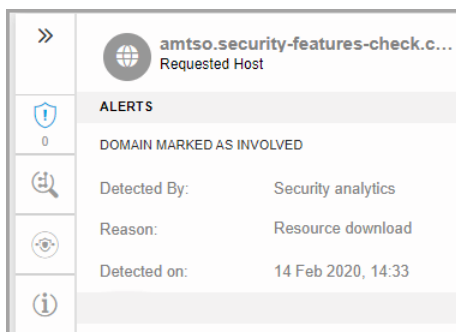 amtso.security-features-check.c...
Requested Host
ALERTS
0
DOMAIN MARKED AS INVOLVED
Detected By: Security analytics
Reason: Resource download
Detected on: 14 Feb 2020, 14:33